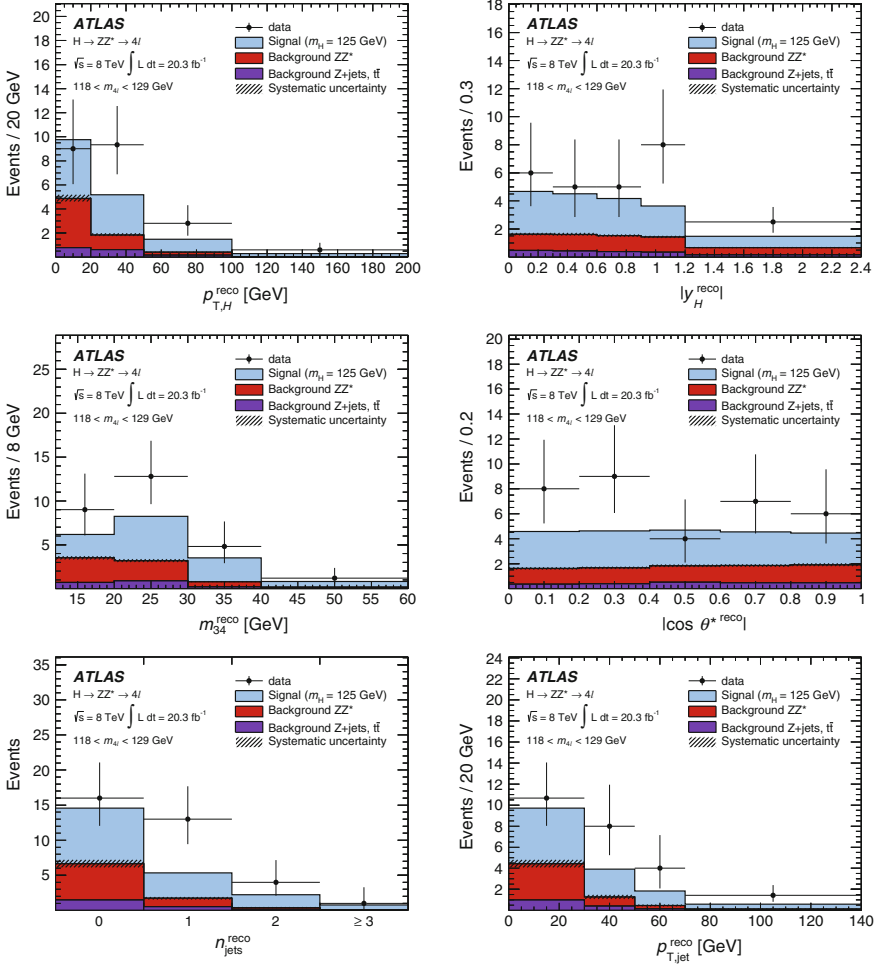 ATLAS
H → ZZ* → 4l
√s = 8 TeV ∫ L dt = 20.3 fb⁻¹
118 < m₄ₗ < 129 GeV
data
Signal (m_H = 125 GeV)
Background ZZ*
Background Z+jets, tt̄
Systematic uncertainty
Events / 20 GeV
20
18
16
14
12
10
8
6
4
2
0 20 40 60 80 100 120 140 160 180 200
p_T,H^reco [GeV]
ATLAS
H → ZZ* → 4l
√s = 8 TeV ∫ L dt = 20.3 fb⁻¹
118 < m₄ₗ < 129 GeV
data
Signal (m_H = 125 GeV)
Background ZZ*
Background Z+jets, tt̄
Systematic uncertainty
Events / 0.3
16
14
12
10
8
6
4
2
0 0.2 0.4 0.6 0.8 1 1.2 1.4 1.6 1.8 2 2.2 2.4
|y_H^reco|
ATLAS
H → ZZ* → 4l
√s = 8 TeV ∫ L dt = 20.3 fb⁻¹
118 < m₄ₗ < 129 GeV
data
Signal (m_H = 125 GeV)
Background ZZ*
Background Z+jets, tt̄
Systematic uncertainty
Events / 8 GeV
25
20
15
10
5
15 20 25 30 35 40 45 50 55 60
m_34^reco [GeV]
ATLAS
H → ZZ* → 4l
√s = 8 TeV ∫ L dt = 20.3 fb⁻¹
118 < m₄ₗ < 129 GeV
data
Signal (m_H = 125 GeV)
Background ZZ*
Background Z+jets, tt̄
Systematic uncertainty
Events / 0.2
20
18
16
14
12
10
8
6
4
2
0 0.1 0.2 0.3 0.4 0.5 0.6 0.7 0.8 0.9 1
|cos θ* ^reco|
ATLAS
H → ZZ* → 4l
√s = 8 TeV ∫ L dt = 20.3 fb⁻¹
118 < m₄ₗ < 129 GeV
data
Signal (m_H = 125 GeV)
Background ZZ*
Background Z+jets, tt̄
Systematic uncertainty
Events
35
30
25
20
15
10
5
0 1 2 ≥ 3
n_jets^reco
ATLAS
H → ZZ* → 4l
√s = 8 TeV ∫ L dt = 20.3 fb⁻¹
118 < m₄ₗ < 129 GeV
data
Signal (m_H = 125 GeV)
Background ZZ*
Background Z+jets, tt̄
Systematic uncertainty
Events / 20 GeV
24
22
20
18
16
14
12
10
8
6
4
2
0 20 40 60 80 100 120 140
p_T,jet^reco [GeV]